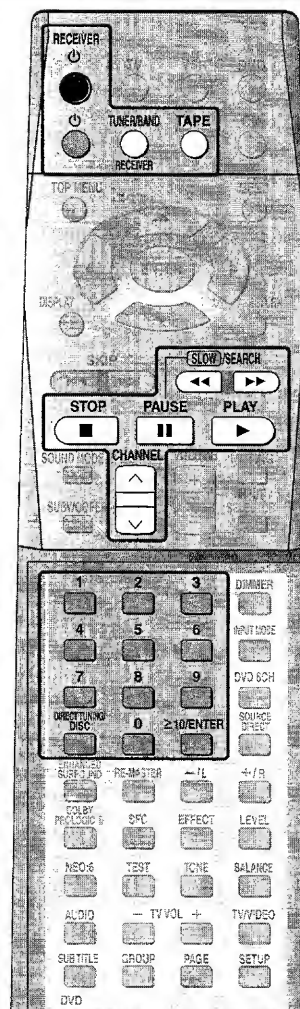 RECEIVER
TUNER/BAND TAPE
RECEIVER
TOP MENU
DISPLAY
SKIP
SLOW/SEARCH
STOP PAUSE PLAY
SOUND MODE CHANNEL
SUBWOOFER
1 2 3 DIMMER
4 5 6 INPUT MODE
7 8 9 DVD 6CH
DIRECT TUNING/ DISC 0 ≥10/ENTER SOURCE DIRECT
ENHANCED SURROUND RE-MASTER –/L +/R
DOLBY PROLOGIC II SFC EFFECT LEVEL
NEO:6 TEST TONE BALANCE
AUDIO – TV VOL + TV/VIDEO
SUBTITLE GROUP PAGE SETUP
DVD